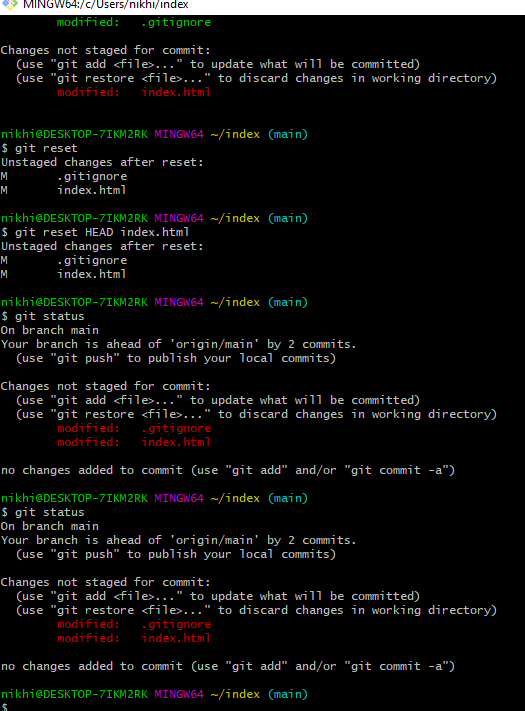 MINGW64:/c/Users/nikhi/index
modified: .gitignore
Changes not staged for commit:
(use "git add <file>..." to update what will be committed)
(use "git restore <file>..." to discard changes in working directory)
modified: index.html
nikhi@DESKTOP-7IKM2RK MINGW64 ~/index (main)
$ git reset
Unstaged changes after reset:
M .gitignore
M index.html
nikhi@DESKTOP-7IKM2RK MINGW64 ~/index (main)
$ git reset HEAD index.html
Unstaged changes after reset:
M .gitignore
M index.html
nikhi@DESKTOP-7IKM2RK MINGW64 ~/index (main)
$ git status
On branch main
Your branch is ahead of 'origin/main' by 2 commits.
(use "git push" to publish your local commits)
Changes not staged for commit:
(use "git add <file>..." to update what will be committed)
(use "git restore <file>..." to discard changes in working directory)
modified: .gitignore
modified: index.html
no changes added to commit (use "git add" and/or "git commit -a")
nikhi@DESKTOP-7IKM2RK MINGW64 ~/index (main)
$ git status
On branch main
Your branch is ahead of 'origin/main' by 2 commits.
(use "git push" to publish your local commits)
Changes not staged for commit:
(use "git add <file>..." to update what will be committed)
(use "git restore <file>..." to discard changes in working directory)
modified: .gitignore
modified: index.html
no changes added to commit (use "git add" and/or "git commit -a")
nikhi@DESKTOP-7IKM2RK MINGW64 ~/index (main)
$